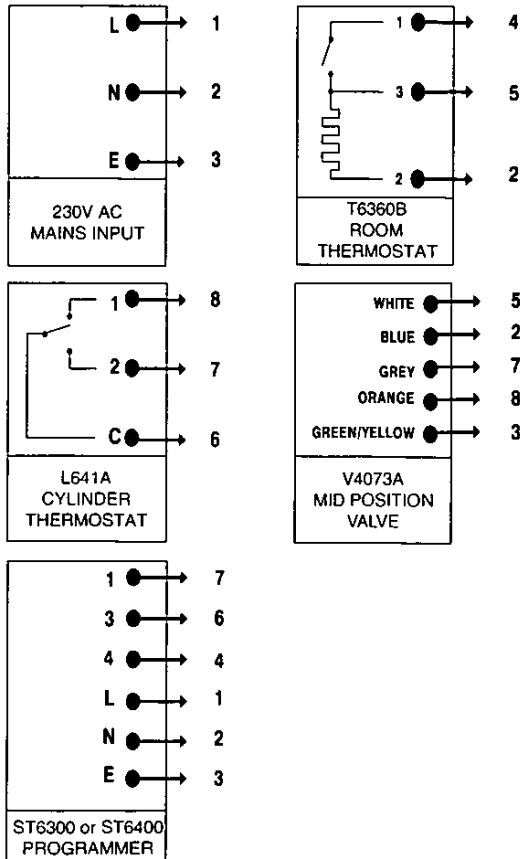 L 1
N 2
E 3
230V AC
MAINS INPUT
1 4
3 5
2 2
T6360B
ROOM
THERMOSTAT
1 8
2 7
C 6
L641A
CYLINDER
THERMOSTAT
WHITE 5
BLUE 2
GREY 7
ORANGE 8
GREEN/YELLOW 3
V4073A
MID POSITION
VALVE
1 7
3 6
4 4
L 1
N 2
E 3
ST6300 or ST6400
PROGRAMMER